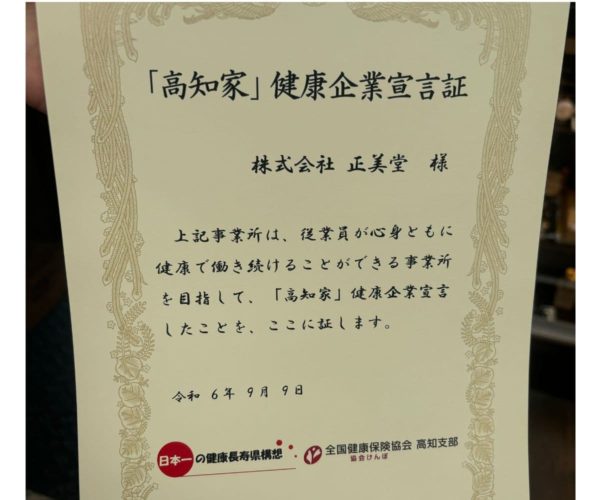 「高知家」健康企業宣言証
株式会社 正美堂 様
上記事業所は、従業員が心身ともに
健康で働き続けることができる事業所
を目指して、「高知家」健康企業宣言
したことを、ここに証します。
令和 6年 9月 9日
日本一の健康長寿県構想
全国健康保険協会 高知支部
協会けんぽ